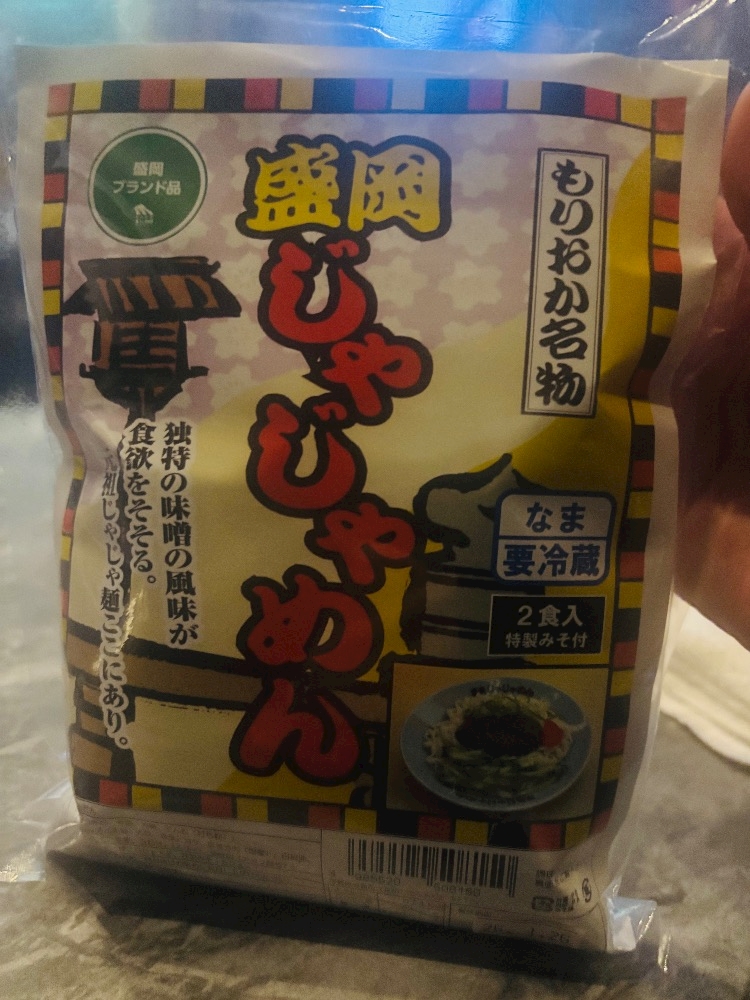 盛岡
ブランド品
盛岡
じゃじゃめん
もりおか名物
独特の味噌の風味が
食欲をそそる。
元祖じゃじゃ麺ここにあり。
なま
要冷蔵
2食入
特製みそ付